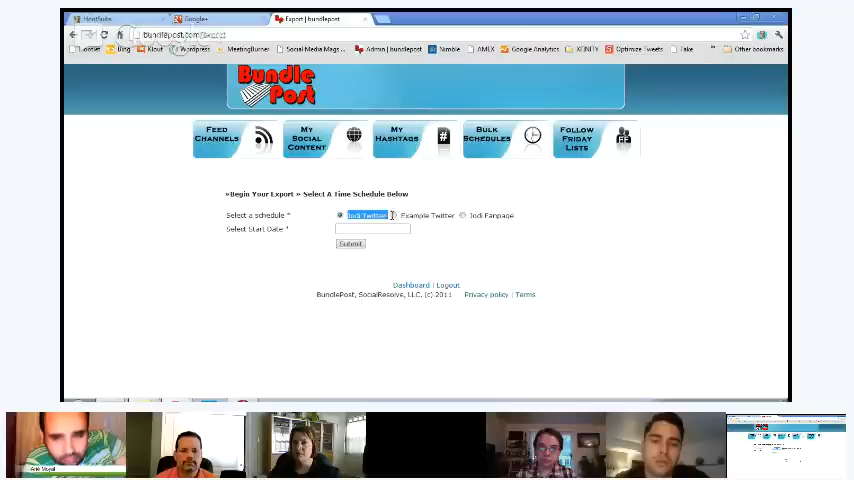 HootSuite
Google+
Export | bundlepost
bundlepost.com/Export
Bing
Klout
Wordpress
MeetingBurner
Social Media Mags
Admin | bundlepost
Nimble
AMEX
Google Analytics
XFINITY
Optimize Tweets
Fake
»
Other bookmarks
Bundle
Post
FEED CHANNELS
MY SOCIAL CONTENT
MY HASHTAGS
#
BULK SCHEDULES
FOLLOW FRIDAY LISTS
FF
»Begin Your Export » Select A Time Schedule Below
Select a schedule *
Jodi Twitter
Example Twitter
Jodi Fanpage
Select Start Date *
Submit
Dashboard | Logout
BundlePost, SocialResolve, LLC. (c) 2011
Privacy policy | Terms